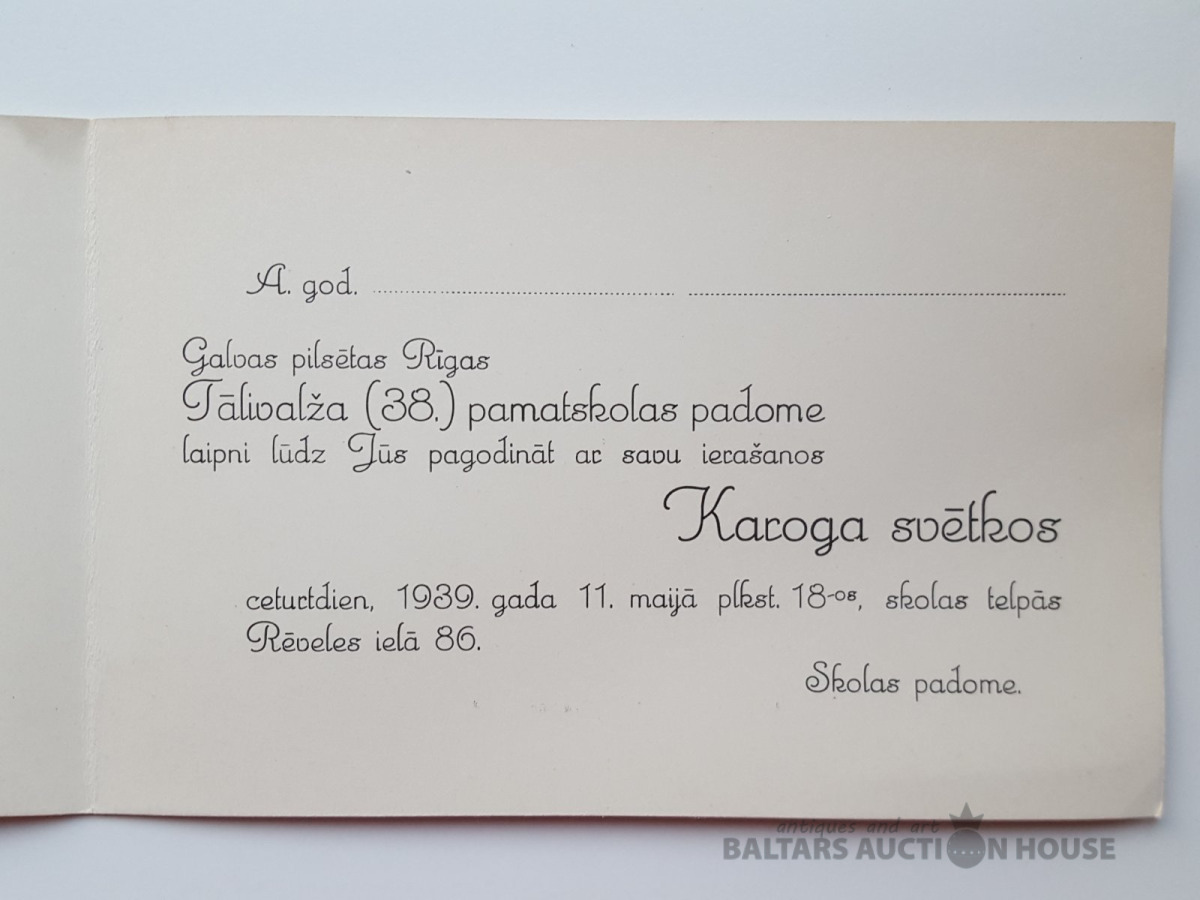 A. god. ........................................................
Galvas pilsētas Rīgas
Tālivalža (38.) pamatskolas padome
laipni lūdz Jūs pagodināt ar savu ierašanos
Karoga svētkos
ceturtdien, 1939. gada 11. maijā plkst. 18-os, skolas telpās
Rēveles ielā 86.
Skolas padome.
antiques and art
BALTARS AUCTION HOUSE